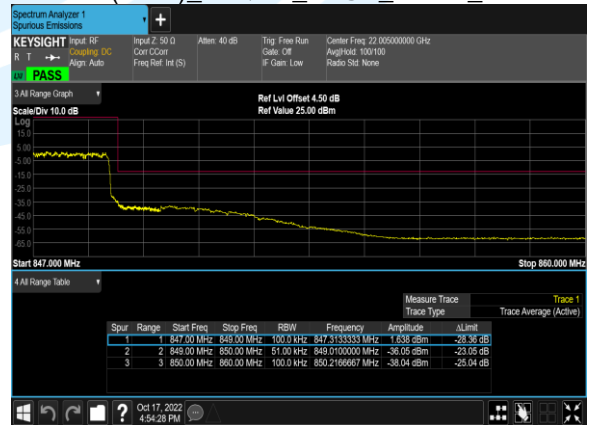 Spectrum Analyzer 1
Spurious Emissions
+
KEYSIGHT Input: RF Input Z: 50 Ω Atten: 40 dB Trig: Free Run Center Freq: 22.005000000 GHz
R T Coupling: DC Corr CCorr Gate: Off Avg|Hold: 100/100
Align: Auto Freq Ref: Int (S) IF Gain: Low Radio Std: None
PASS
3 All Range Graph
Ref Lvl Offset 4.50 dB
Scale/Div 10.0 dB Ref Value 25.00 dBm
Log
15.0
5.00
-5.00
-15.0
-25.0
-35.0
-45.0
-55.0
-65.0
Start 847.000 MHz Stop 860.000 MHz
4 All Range Table
Measure Trace Trace 1
Trace Type Trace Average (Active)
Spur Range Start Freq Stop Freq RBW Frequency Amplitude ΔLimit
1 1 847.00 MHz 849.00 MHz 100.0 kHz 847.3133333 MHz 1.638 dBm -28.36 dB
2 2 849.00 MHz 850.00 MHz 51.00 kHz 849.0100000 MHz -36.05 dBm -23.05 dB
3 3 850.00 MHz 860.00 MHz 100.0 kHz 850.2166667 MHz -38.04 dBm -25.04 dB
? Oct 17, 2022
4:54:28 PM